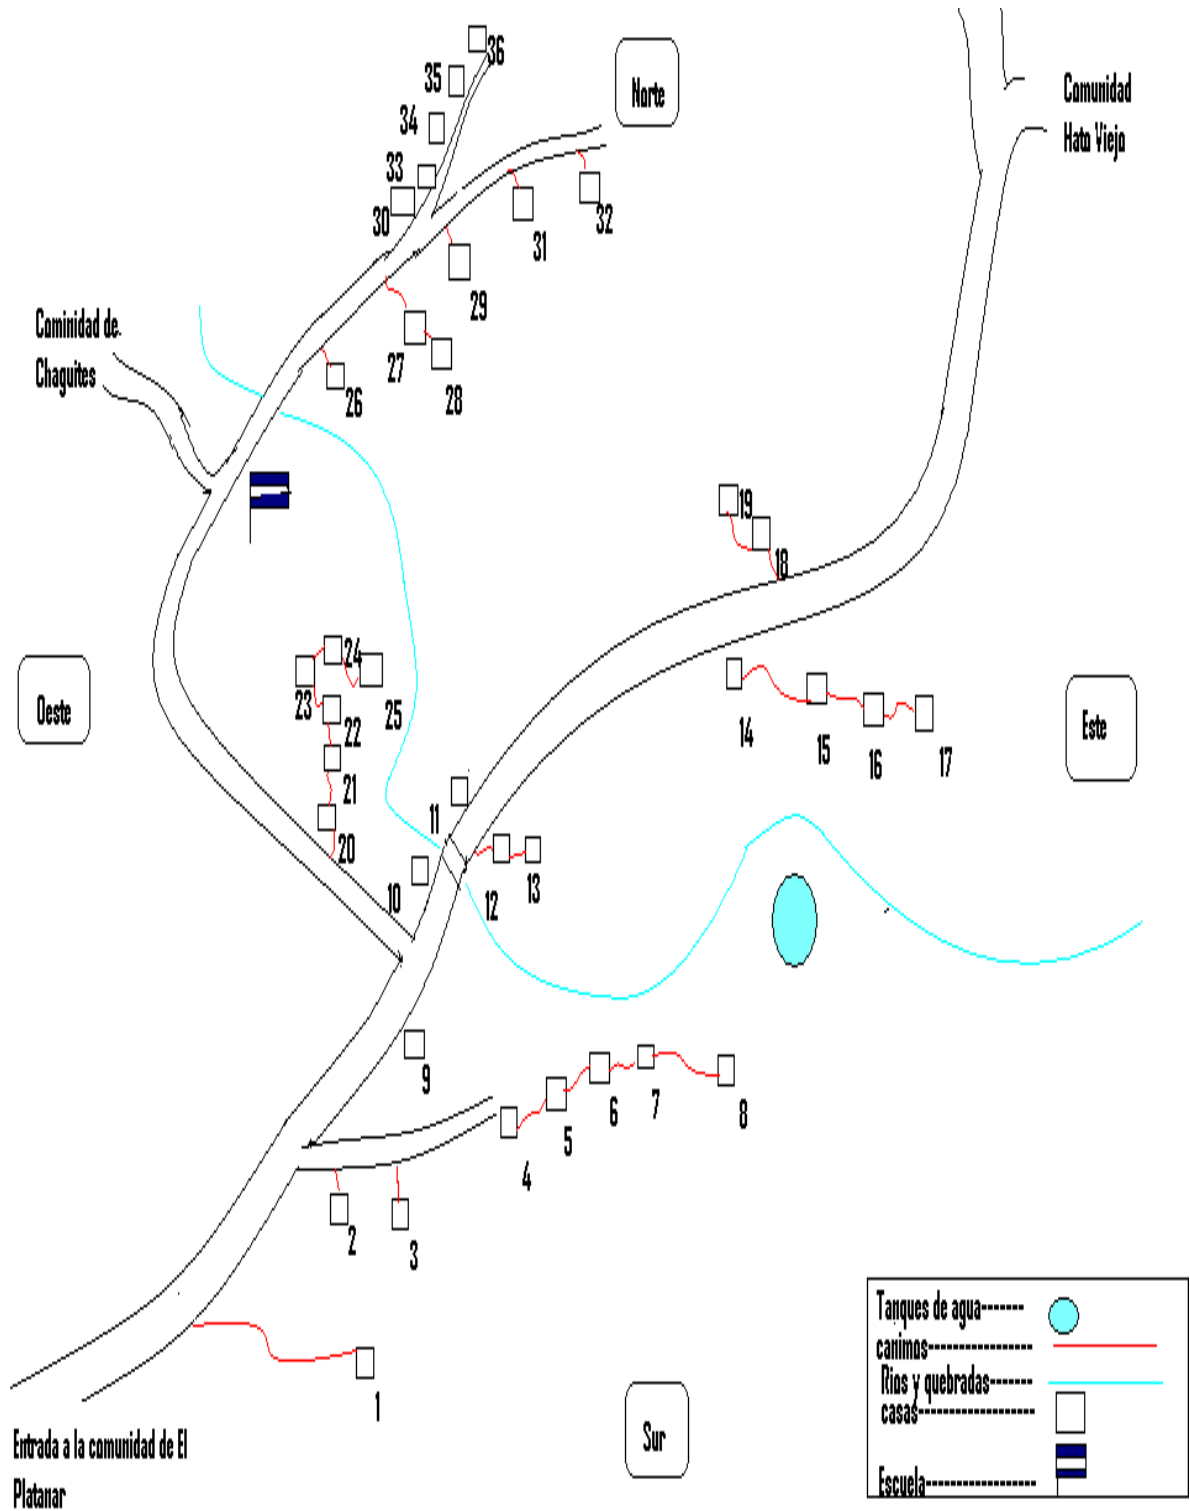 36
35
Norte
34
33
30
32
31
29
27
28
26
Comunidad
Hato Viejo
Cominidad de
Chaguites
19
18
24
23
25
22
21
20
Oeste
Este
14
15
16
17
11
10
12
13
9
8
7
6
5
4
2
3
1
Sur
Entrada a la comunidad de El
Platanar
Tanques de agua-------
canimos-----------------
Rios y quebradas-------
casas-------------------
Escuela------------------